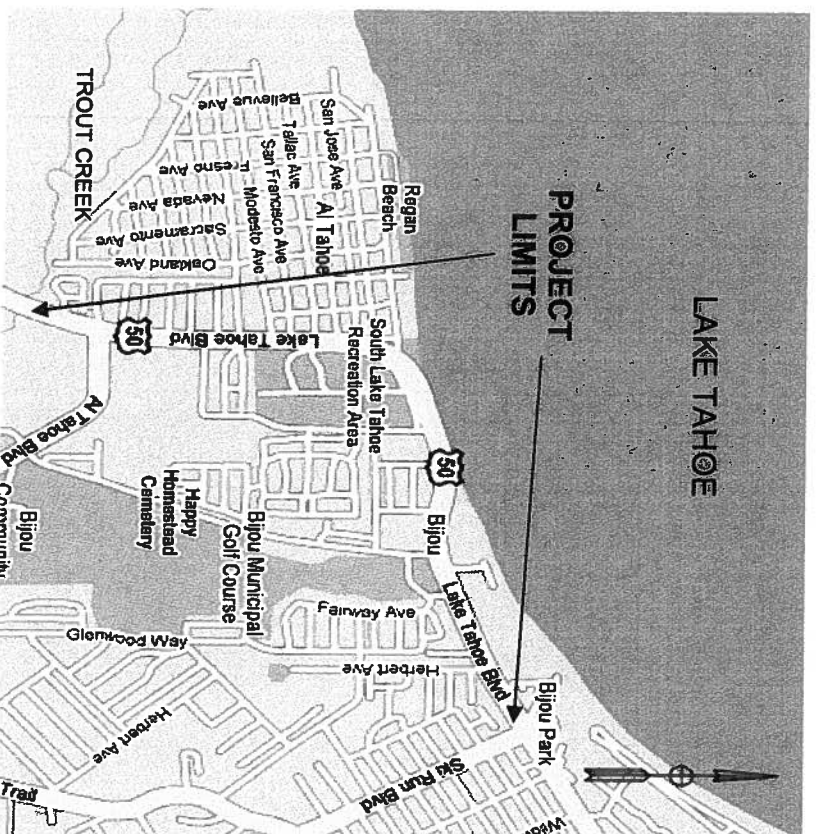 LAKE TAHOE
PROJECT
LIMITS
TROUT CREEK
Regan
Beach
San Jose Ave
Al Tahoe
Tallac Ave
San Francisco Ave
Modesto Ave
Bellevue Ave
Fresno Ave
Nevada Ave
Sacramento Ave
Oakland Ave
50
Lake Tahoe Blvd
South Lake Tahoe
Recreation Area
50
Bijou
Lake Tahoe Blvd
Al Tahoe Blvd
Happy
Homestead
Cemetery
Bijou Municipal
Golf Course
Bijou
Community
Fairway Ave
Glenwood Way
Herbert Ave
Herbert Ave
Bijou Park
Ski Run Blvd
Trail